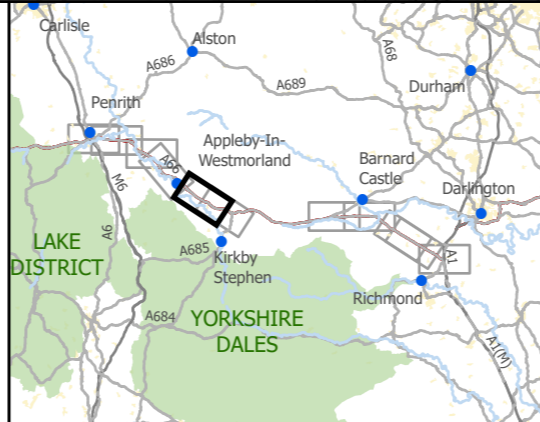 Carlisle
Alston
A68
A686
A689
Durham
Penrith
Appleby-In-
Westmorland
A66
Barnard
Castle
Darlington
M6
A6
LAKE
DISTRICT
A685
Kirkby
Stephen
A1
Richmond
A684
YORKSHIRE
DALES
A1(M)